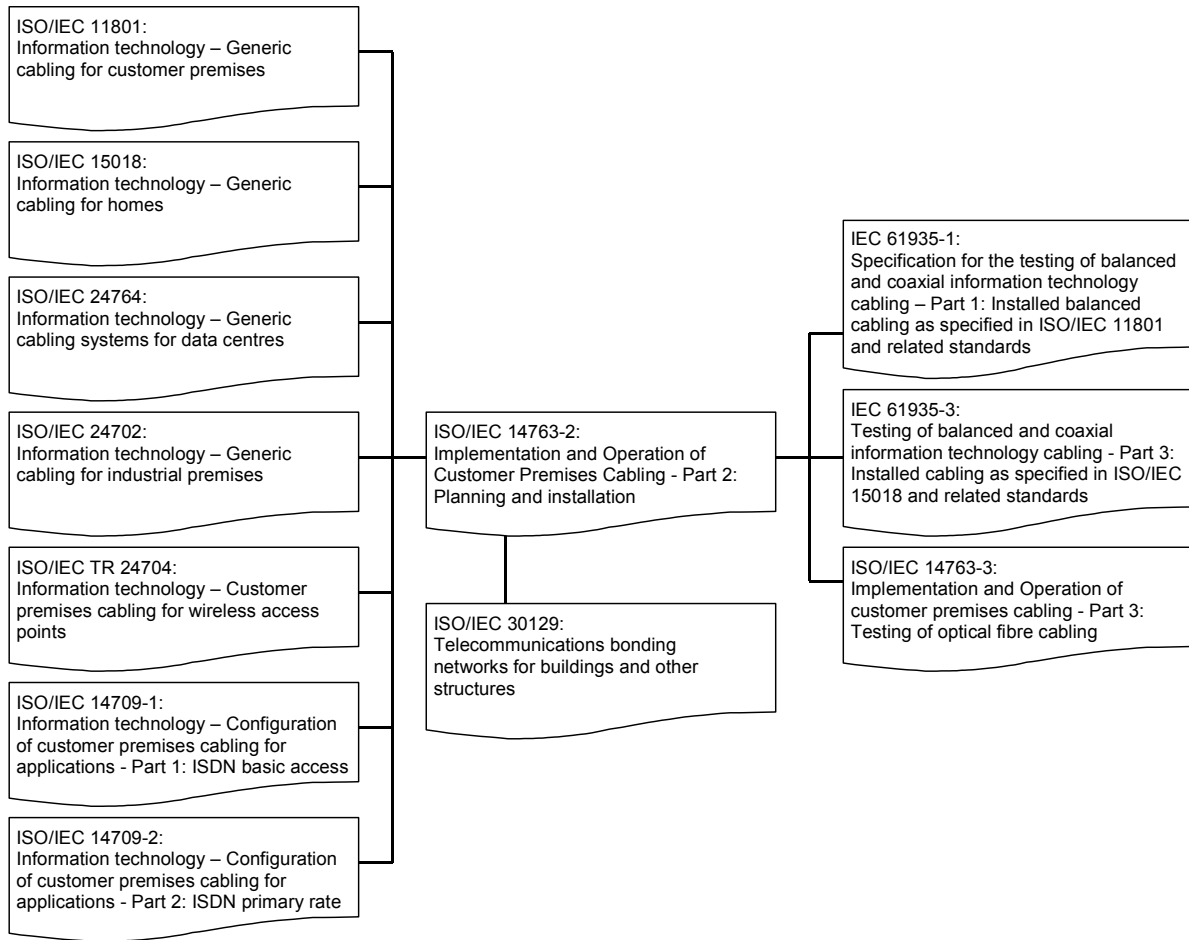 ISO/IEC 11801:
Information technology – Generic
cabling for customer premises
ISO/IEC 15018:
Information technology – Generic
cabling for homes
ISO/IEC 24764:
Information technology – Generic
cabling systems for data centres
ISO/IEC 24702:
Information technology – Generic
cabling for industrial premises
ISO/IEC TR 24704:
Information technology – Customer
premises cabling for wireless access
points
ISO/IEC 14709-1:
Information technology – Configuration
of customer premises cabling for
applications - Part 1: ISDN basic access
ISO/IEC 14709-2:
Information technology – Configuration
of customer premises cabling for
applications - Part 2: ISDN primary rate
ISO/IEC 14763-2:
Implementation and Operation of
Customer Premises Cabling - Part 2:
Planning and installation
ISO/IEC 30129:
Telecommunications bonding
networks for buildings and other
structures
IEC 61935-1:
Specification for the testing of balanced
and coaxial information technology
cabling – Part 1: Installed balanced
cabling as specified in ISO/IEC 11801
and related standards
IEC 61935-3:
Testing of balanced and coaxial
information technology cabling - Part 3:
Installed cabling as specified in ISO/IEC
15018 and related standards
ISO/IEC 14763-3:
Implementation and Operation of
customer premises cabling - Part 3:
Testing of optical fibre cabling